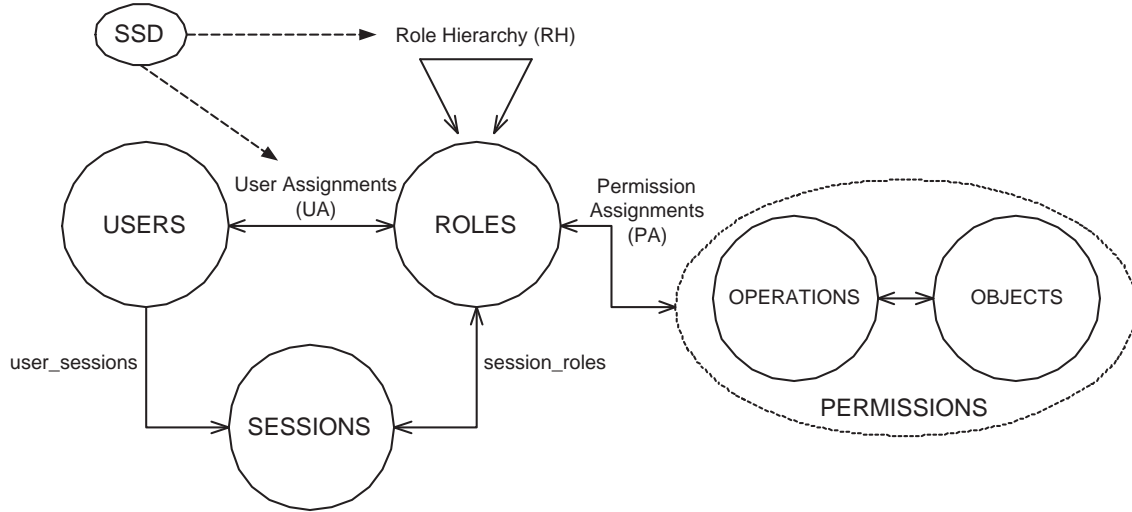 SSD
Role Hierarchy (RH)
User Assignments
(UA)
Permission
Assignments
(PA)
USERS
ROLES
OPERATIONS
OBJECTS
user_sessions
session_roles
PERMISSIONS
SESSIONS